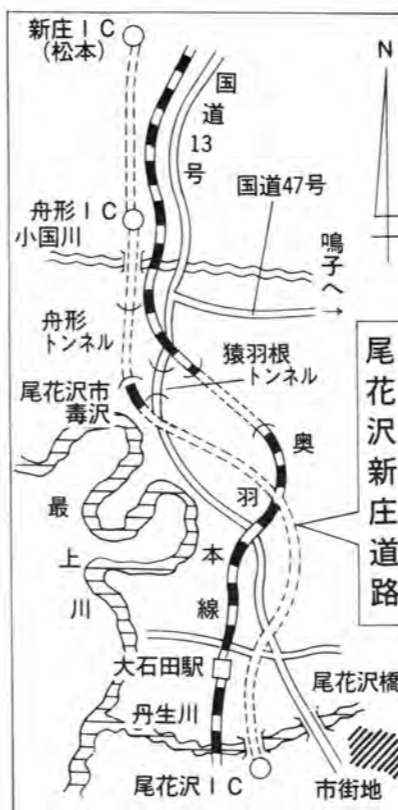 新庄IC
(松本)
国道13号
N
国道47号
舟形IC
小国川
鳴子へ→
舟形
トンネル
猿羽根
トンネル
尾花沢市
毒沢
尾花沢新庄道路
奥羽本線
最上川
大石田駅
丹生川
尾花沢橋
尾花沢IC
市街地